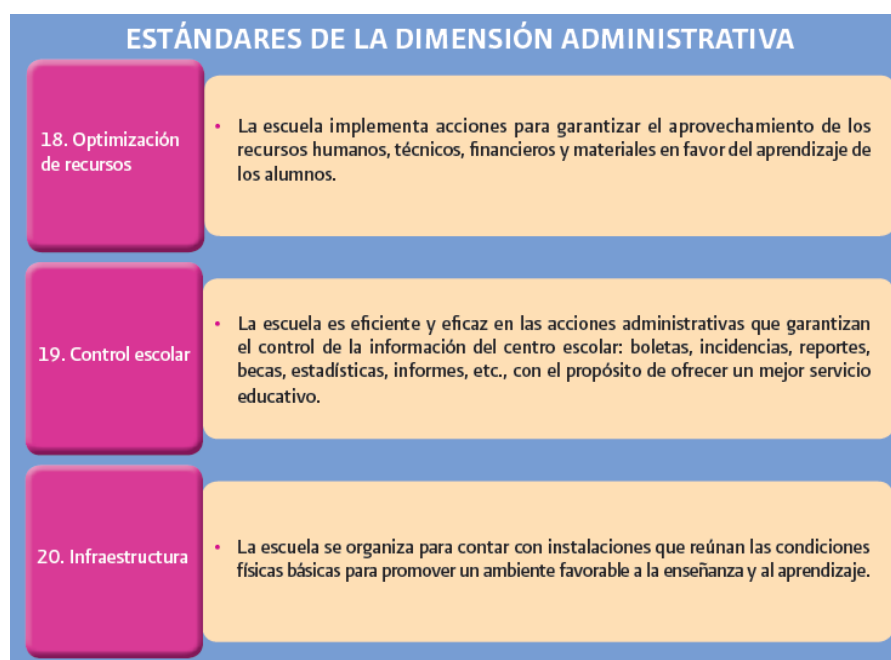 ESTÁNDARES DE LA DIMENSIÓN ADMINISTRATIVA
18. Optimización
de recursos
• La escuela implementa acciones para garantizar el aprovechamiento de los
recursos humanos, técnicos, financieros y materiales en favor del aprendizaje de
los alumnos.
19. Control escolar
• La escuela es eficiente y eficaz en las acciones administrativas que garantizan
el control de la información del centro escolar: boletas, incidencias, reportes,
becas, estadísticas, informes, etc., con el propósito de ofrecer un mejor servicio
educativo.
20. Infraestructura
• La escuela se organiza para contar con instalaciones que reúnan las condiciones
físicas básicas para promover un ambiente favorable a la enseñanza y al aprendizaje.